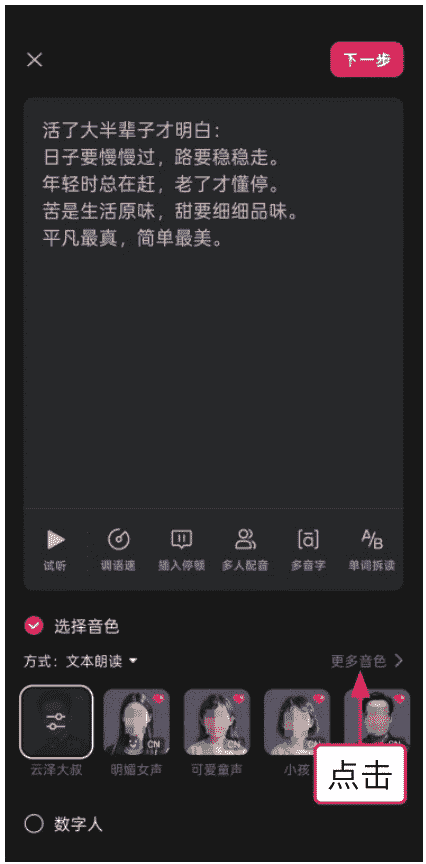 下一步
活了大半辈子才明白：
日子要慢慢过，路要稳稳走。
年轻时总在赶，老了才懂停。
苦是生活原味，甜要细细品味。
平凡最真，简单最美。
[ā] A/B
试听 调语速 插入停顿 多人配音 多音字 单词拆读
选择音色
方式：文本朗读 更多音色
CN CN CN CN
云泽大叔 明媚女声 可爱童声 小孩
点击
数字人